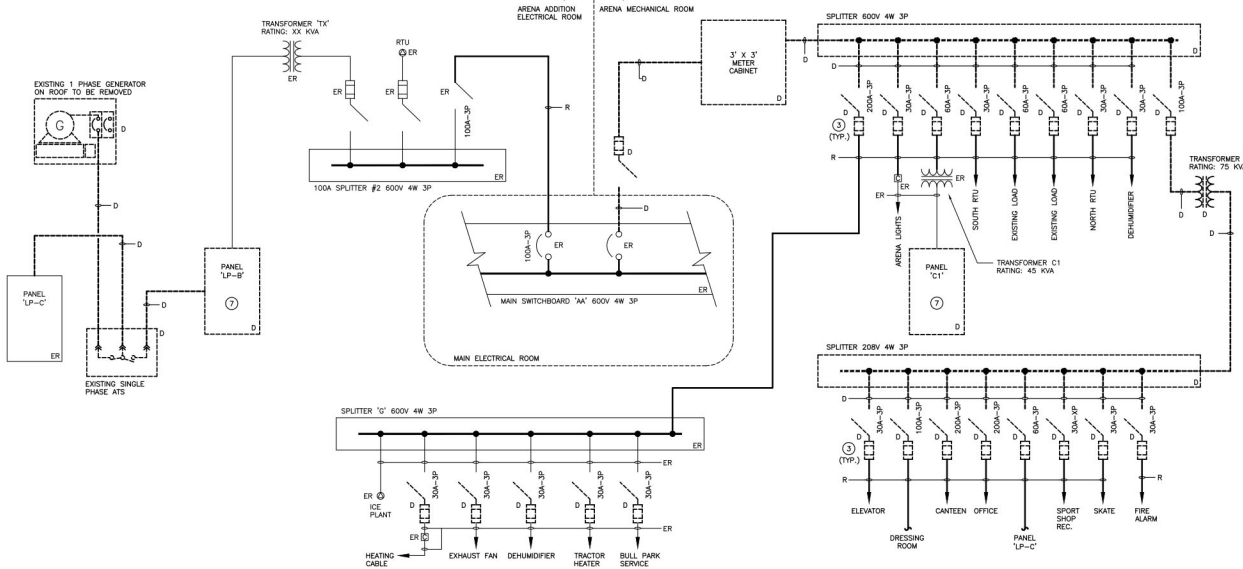 ARENA ADDITION
ELECTRICAL ROOM
ARENA MECHANICAL ROOM
TRANSFORMER 'TX'
RATING: XX KVA
ER
RTU
ER
ER
ER
ER
100A-3P
R
100A SPLITTER #2 600V 4W 3P
ER
EXISTING 1 PHASE GENERATOR
ON ROOF TO BE REMOVED
G
D
D
D
D
PANEL
'LP-C'
ER
PANEL
'LP-B'
7
D
D
EXISTING SINGLE
PHASE ATS
3' X 3'
METER
CABINET
D
D
D
D
D
100A-3P
ER
ER
MAIN SWITCHBOARD 'AA' 600V 4W 3P
ER
MAIN ELECTRICAL ROOM
SPLITTER 600V 4W 3P
D
D
D
200A-3P
D
30A-3P
D
60A-3P
D
30A-3P
D
60A-3P
D
60A-3P
D
30A-3P
D
30A-3P
D
100A-3P
3
(TYP.)
R
C
ER
ER
ER
ARENA LIGHTS
SOUTH RTU
EXISTING LOAD
EXISTING LOAD
NORTH RTU
DEHUMIDIFIER
TRANSFORMER
RATING: 75
D
D
D
TRANSFORMER C1
RATING: 45 KVA
PANEL
'C1'
7
D
SPLITTER 208V 4W 3P
D
D
D
30A-3P
D
100A-3P
D
200A-3P
D
200A-3P
D
60A-3P
D
30A-XP
D
30A-3P
D
30A-3P
3
(TYP.)
R
R
ELEVATOR
DRESSING
ROOM
CANTEEN
OFFICE
PANEL
'LP-C'
SPORT
SHOP
REC.
SKATE
FIRE
ALARM
SPLITTER 'G' 600V 4W 3P
ER
ER
ER
ICE
PLANT
D
30A-3P
D
30A-3P
D
30A-3P
D
30A-3P
D
30A-3P
ER
ER
C
HEATING
CABLE
EXHAUST FAN
DEHUMIDIFIER
TRACTOR
HEATER
BULL PARK
SERVICE